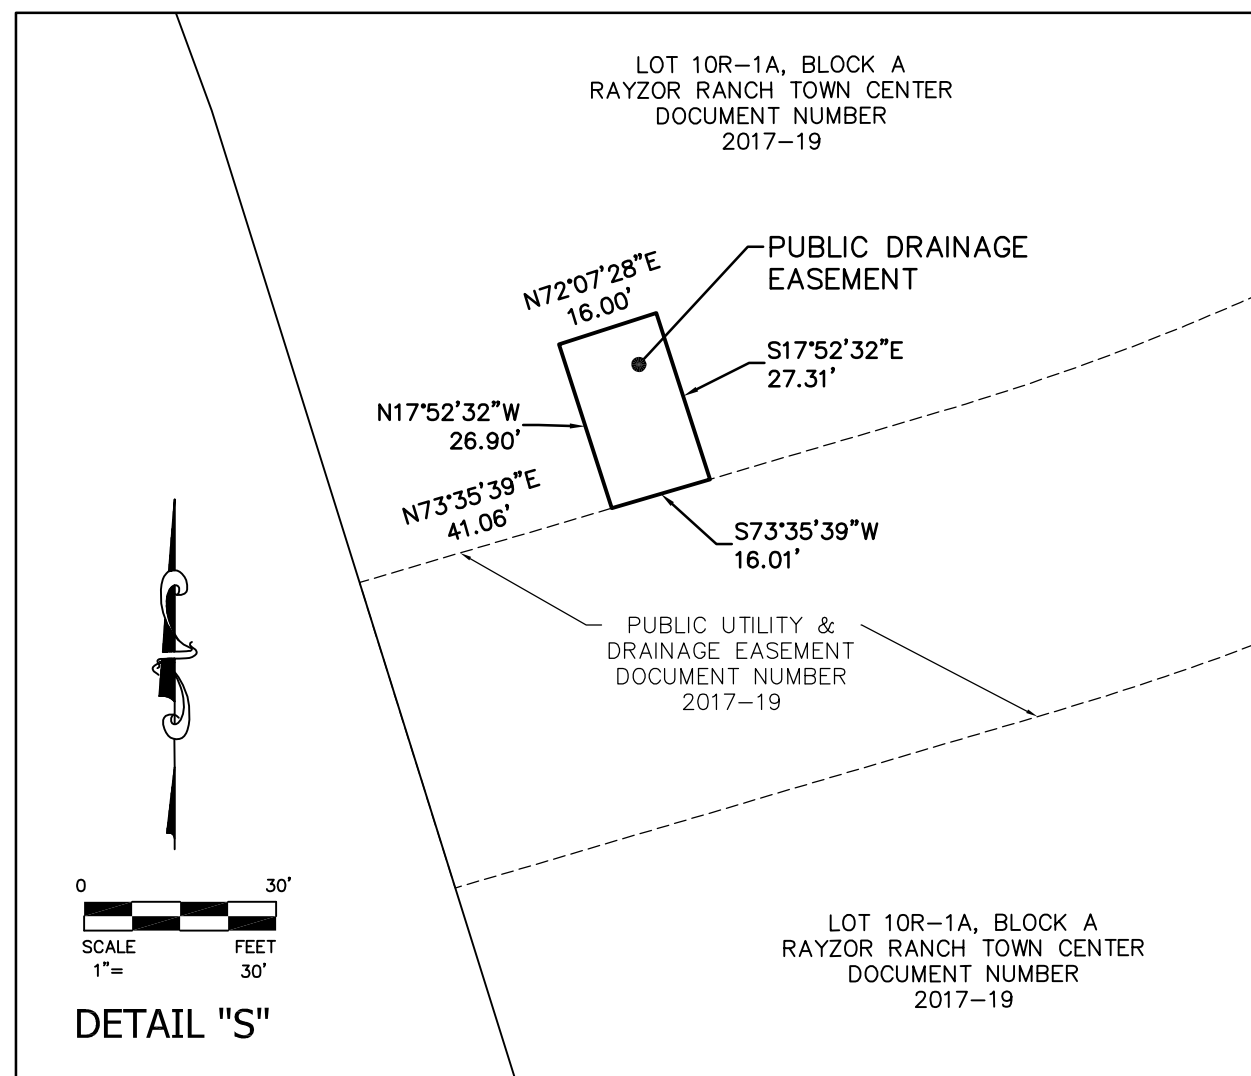 LOT 10R-1A, BLOCK A
RAYZOR RANCH TOWN CENTER
DOCUMENT NUMBER
2017-19
PUBLIC DRAINAGE
EASEMENT
N72°07'28"E
16.00'
S17°52'32"E
27.31'
N17°52'32"W
26.90'
N73°35'39"E
41.06'
S73°35'39"W
16.01'
PUBLIC UTILITY &
DRAINAGE EASEMENT
DOCUMENT NUMBER
2017-19
0 30'
SCALE FEET
1"= 30'
DETAIL "S"
LOT 10R-1A, BLOCK A
RAYZOR RANCH TOWN CENTER
DOCUMENT NUMBER
2017-19